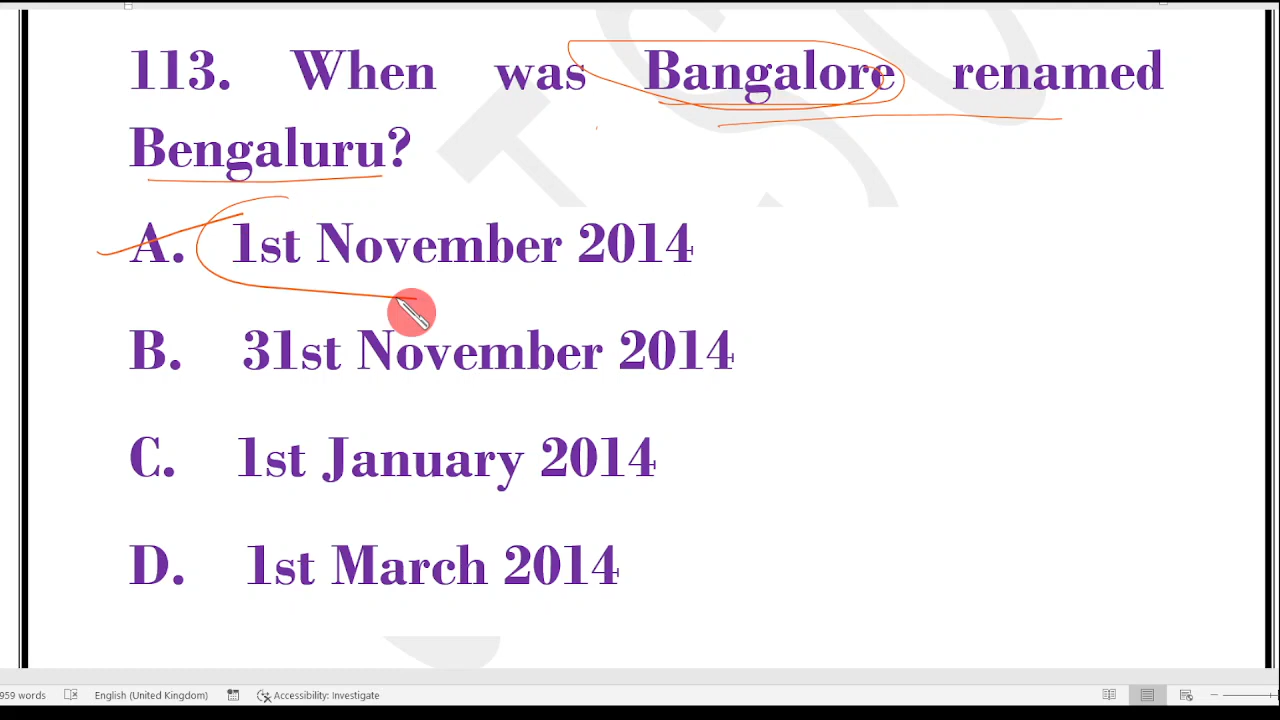 113. When was Bangalore renamed
Bengaluru?
A. 1st November 2014
B. 31st November 2014
C. 1st January 2014
D. 1st March 2014
959 words English (United Kingdom) Accessibility: Investigate